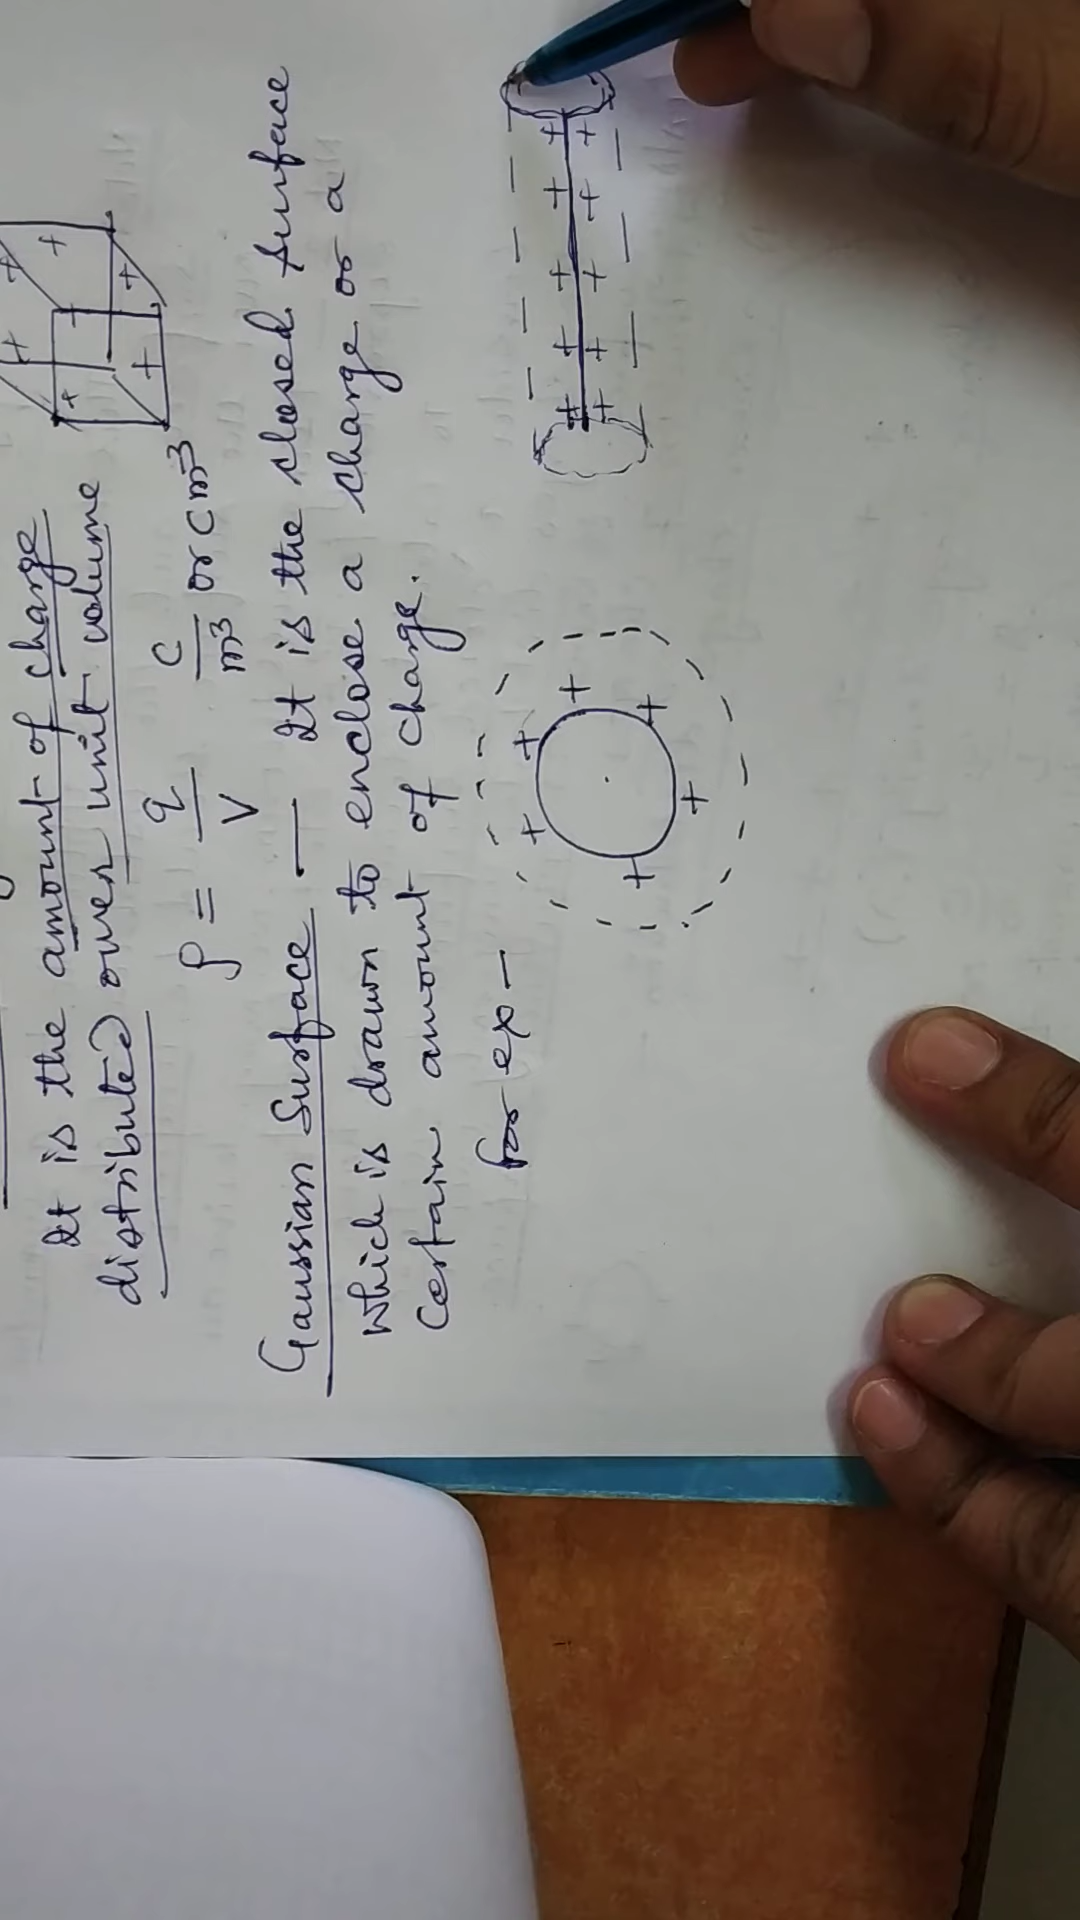 It is the amount of charge
distributed over unit volume
ρ = q/V C/m³ or Cm⁻³
Gaussian Surface — It is the closed surface
which is drawn to enclose a charge or a
Certain amount of charge.
for ex -